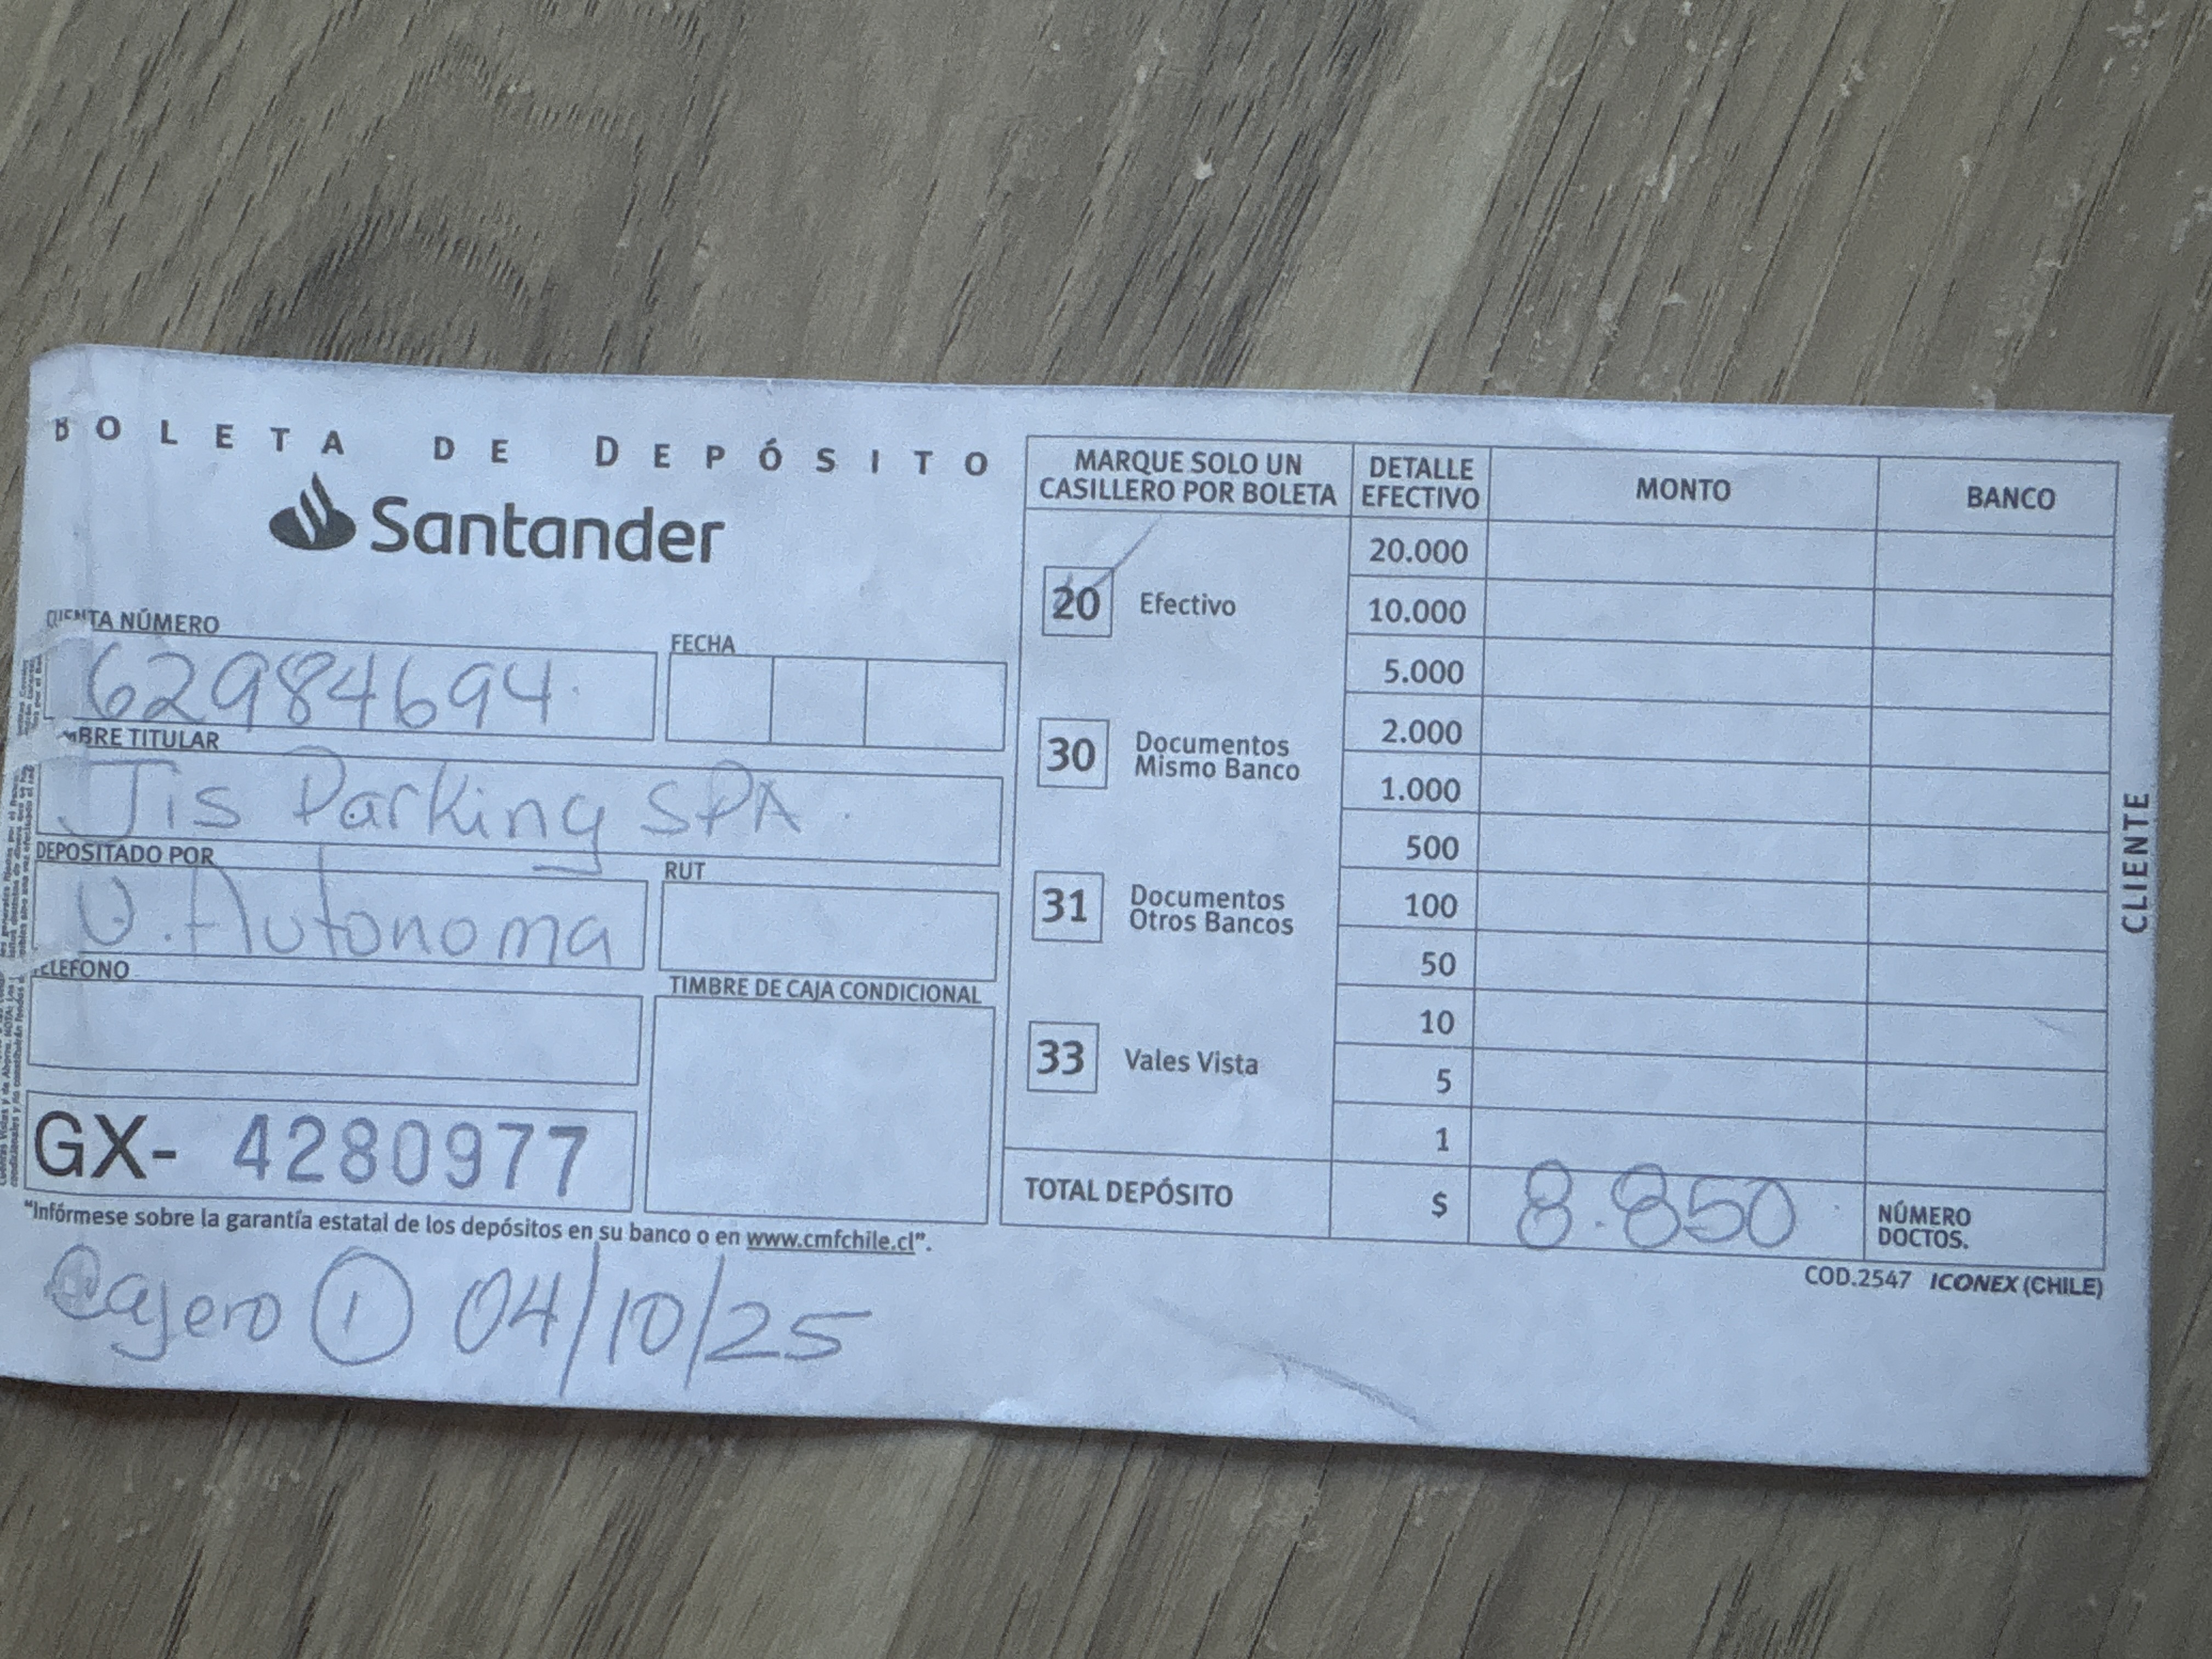 BOLETA DE DEPÓSITO
Santander
CUENTA NÚMERO
62984694
FECHA
TITULAR
Jis Parking SPA
DEPOSITADO POR
U. Autonoma
RUT
TELÉFONO
TIMBRE DE CAJA CONDICIONAL
GX- 4280977
"Infórmese sobre la garantía estatal de los depósitos en su banco o en www.cmfchile.cl".
Cajero 1 04/10/25
MARQUE SOLO UN
CASILLERO POR BOLETA
20 Efectivo
30 Documentos
Mismo Banco
31 Documentos
Otros Bancos
33 Vales Vista
DETALLE
EFECTIVO
MONTO
BANCO
20.000
10.000
5.000
2.000
1.000
500
100
50
10
5
1
TOTAL DEPÓSITO $ 8.850
NÚMERO
DOCTOS.
COD.2547 ICONEX (CHILE)
CLIENTE